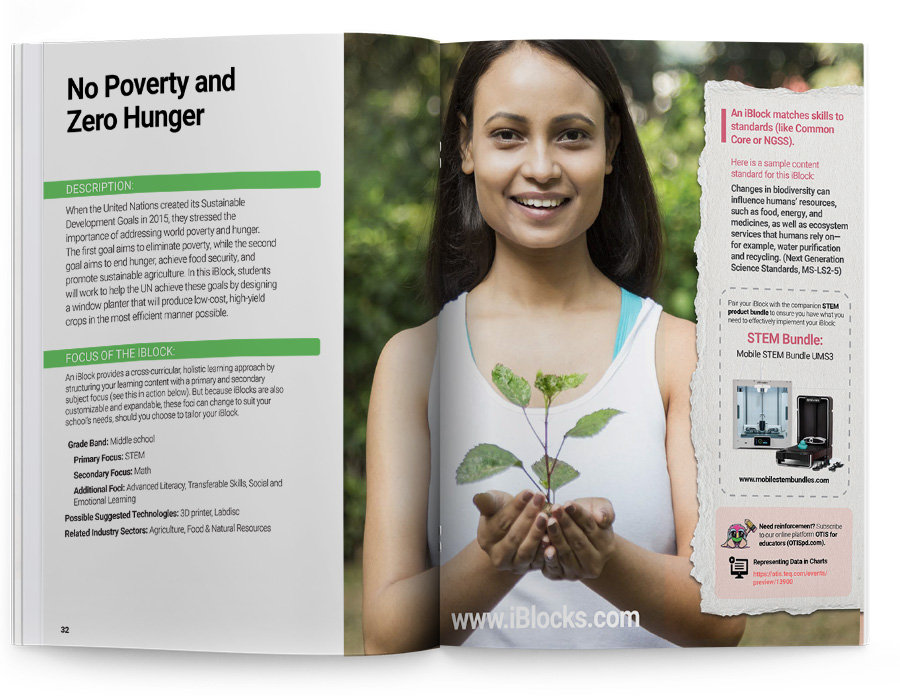 No Poverty and
Zero Hunger
DESCRIPTION:
When the United Nations created its Sustainable
Development Goals in 2015, they stressed the
importance of addressing world poverty and hunger.
The first goal aims to eliminate poverty, while the second
goal aims to end hunger, achieve food security, and
promote sustainable agriculture. In this iBlock, students
will work to help the UN achieve these goals by designing
a window planter that will produce low-cost, high-yield
crops in the most efficient manner possible.
FOCUS OF THE IBLOCK:
An iBlock provides a cross-curricular, holistic learning approach by
structuring your learning content with a primary and secondary
subject focus (see this in action below). But because iBlocks are also
customizable and expandable, these foci can change to suit your
school's needs, should you choose to tailor your iBlock.
Grade Band: Middle school
Primary Focus: STEM
Secondary Focus: Math
Additional Foci: Advanced Literacy, Transferable Skills, Social and
Emotional Learning
Possible Suggested Technologies: 3D printer, Labdisc
Related Industry Sectors: Agriculture, Food & Natural Resources
32
www.iBlocks.com
An iBlock matches skills to
standards (like Common
Core or NGSS).
Here is a sample content
standard for this iBlock:
Changes in biodiversity can
influence humans' resources,
such as food, energy, and
medicines, as well as ecosystem
services that humans rely on—
for example, water purification
and recycling. (Next Generation
Science Standards, MS-LS2-5)
Pair your iBlock with the companion STEM
product bundle to ensure you have what you
need to effectively implement your iBlock:
STEM Bundle:
Mobile STEM Bundle UMS3
www.mobilestembundles.com
Need reinforcement? Subscribe
to our online platform OTIS for
educators (OTISpd.com).
Representing Data in Charts
https://otis.teq.com/events/
preview/13930